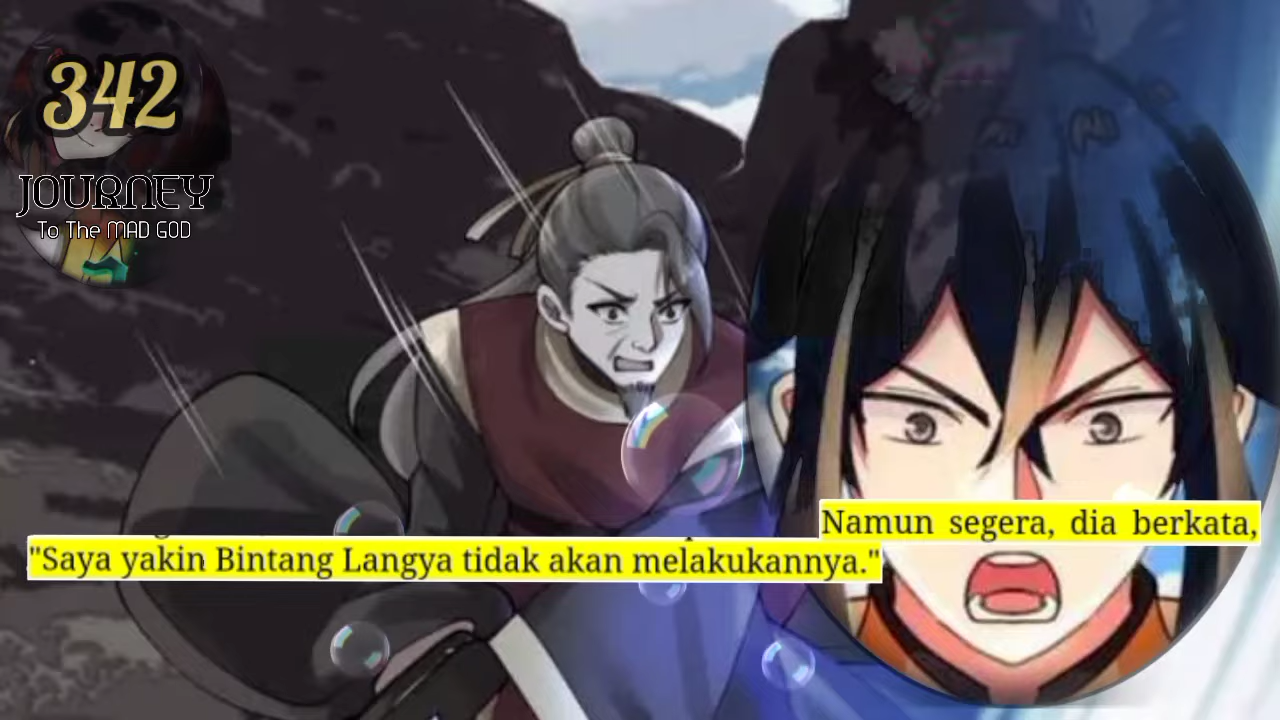 342
JOURNEY
To The MAD GOD
Namun segera, dia berkata,
"Saya yakin Bintang Langya tidak akan melakukannya."